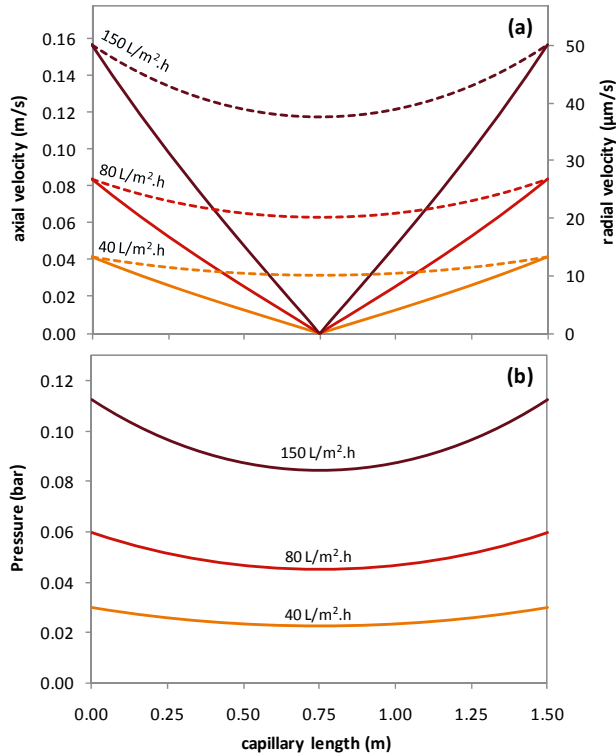 (a)
axial velocity (m/s)
0.16
0.14
0.12
0.10
0.08
0.06
0.04
0.02
0.00
150 L/m².h
80 L/m².h
40 L/m².h
50
40
30
20
10
0
radial velocity (µm/s)
(b)
Pressure (bar)
0.12
0.10
0.08
0.06
0.04
0.02
0.00
150 L/m².h
80 L/m².h
40 L/m².h
0.00 0.25 0.50 0.75 1.00 1.25 1.50
capillary length (m)